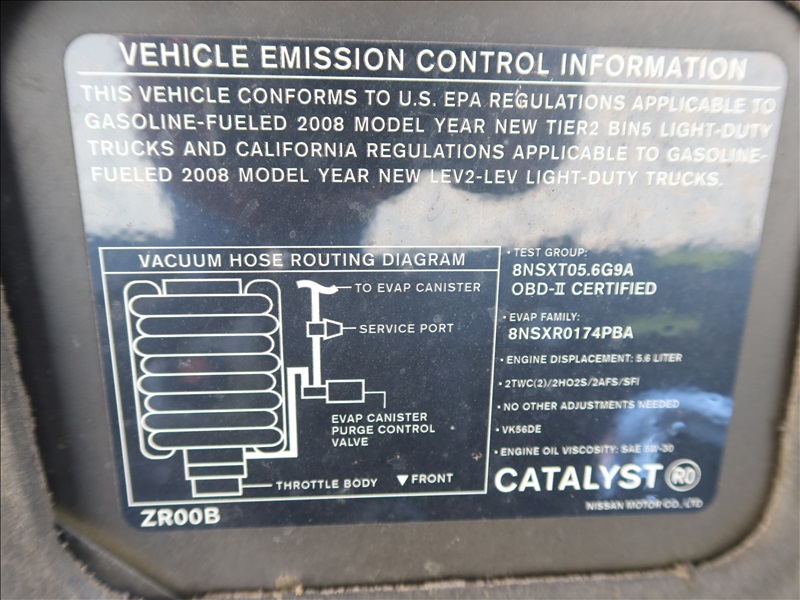 VEHICLE EMISSION CONTROL INFORMATION
THIS VEHICLE CONFORMS TO U.S. EPA REGULATIONS APPLICABLE TO
GASOLINE-FUELED 2008 MODEL YEAR NEW TIER2 BIN5 LIGHT-DUTY
TRUCKS AND CALIFORNIA REGULATIONS APPLICABLE TO GASOLINE-
FUELED 2008 MODEL YEAR NEW LEV2-LEV LIGHT-DUTY TRUCKS.
VACUUM HOSE ROUTING DIAGRAM
TO EVAP CANISTER
SERVICE PORT
EVAP CANISTER
PURGE CONTROL
VALVE
THROTTLE BODY
▼FRONT
ZR00B
· TEST GROUP:
8NSXT05.6G9A
OBD-II CERTIFIED
· EVAP FAMILY:
8NSXR0174PBA
· ENGINE DISPLACEMENT: 5.6 LITER
· 2TWC(2)/2HO2S/2AFS/SFI
· NO OTHER ADJUSTMENTS NEEDED
· VK56DE
· ENGINE OIL VISCOSITY: SAE 5W-30
CATALYST R0
NISSAN MOTOR CO., LTD